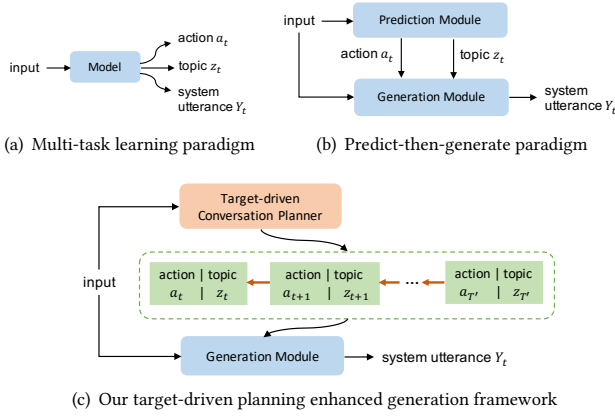 input
Model
action a_t
topic z_t
system
utterance Y_t
(a) Multi-task learning paradigm
input
Prediction Module
action a_t
topic z_t
Generation Module
system
utterance Y_t
(b) Predict-then-generate paradigm
Target-driven
Conversation Planner
input
action | topic
a_t | z_t
action | topic
a_{t+1} | z_{t+1}
...
action | topic
a_{T'} | z_{T'}
Generation Module
system utterance Y_t
(c) Our target-driven planning enhanced generation framework